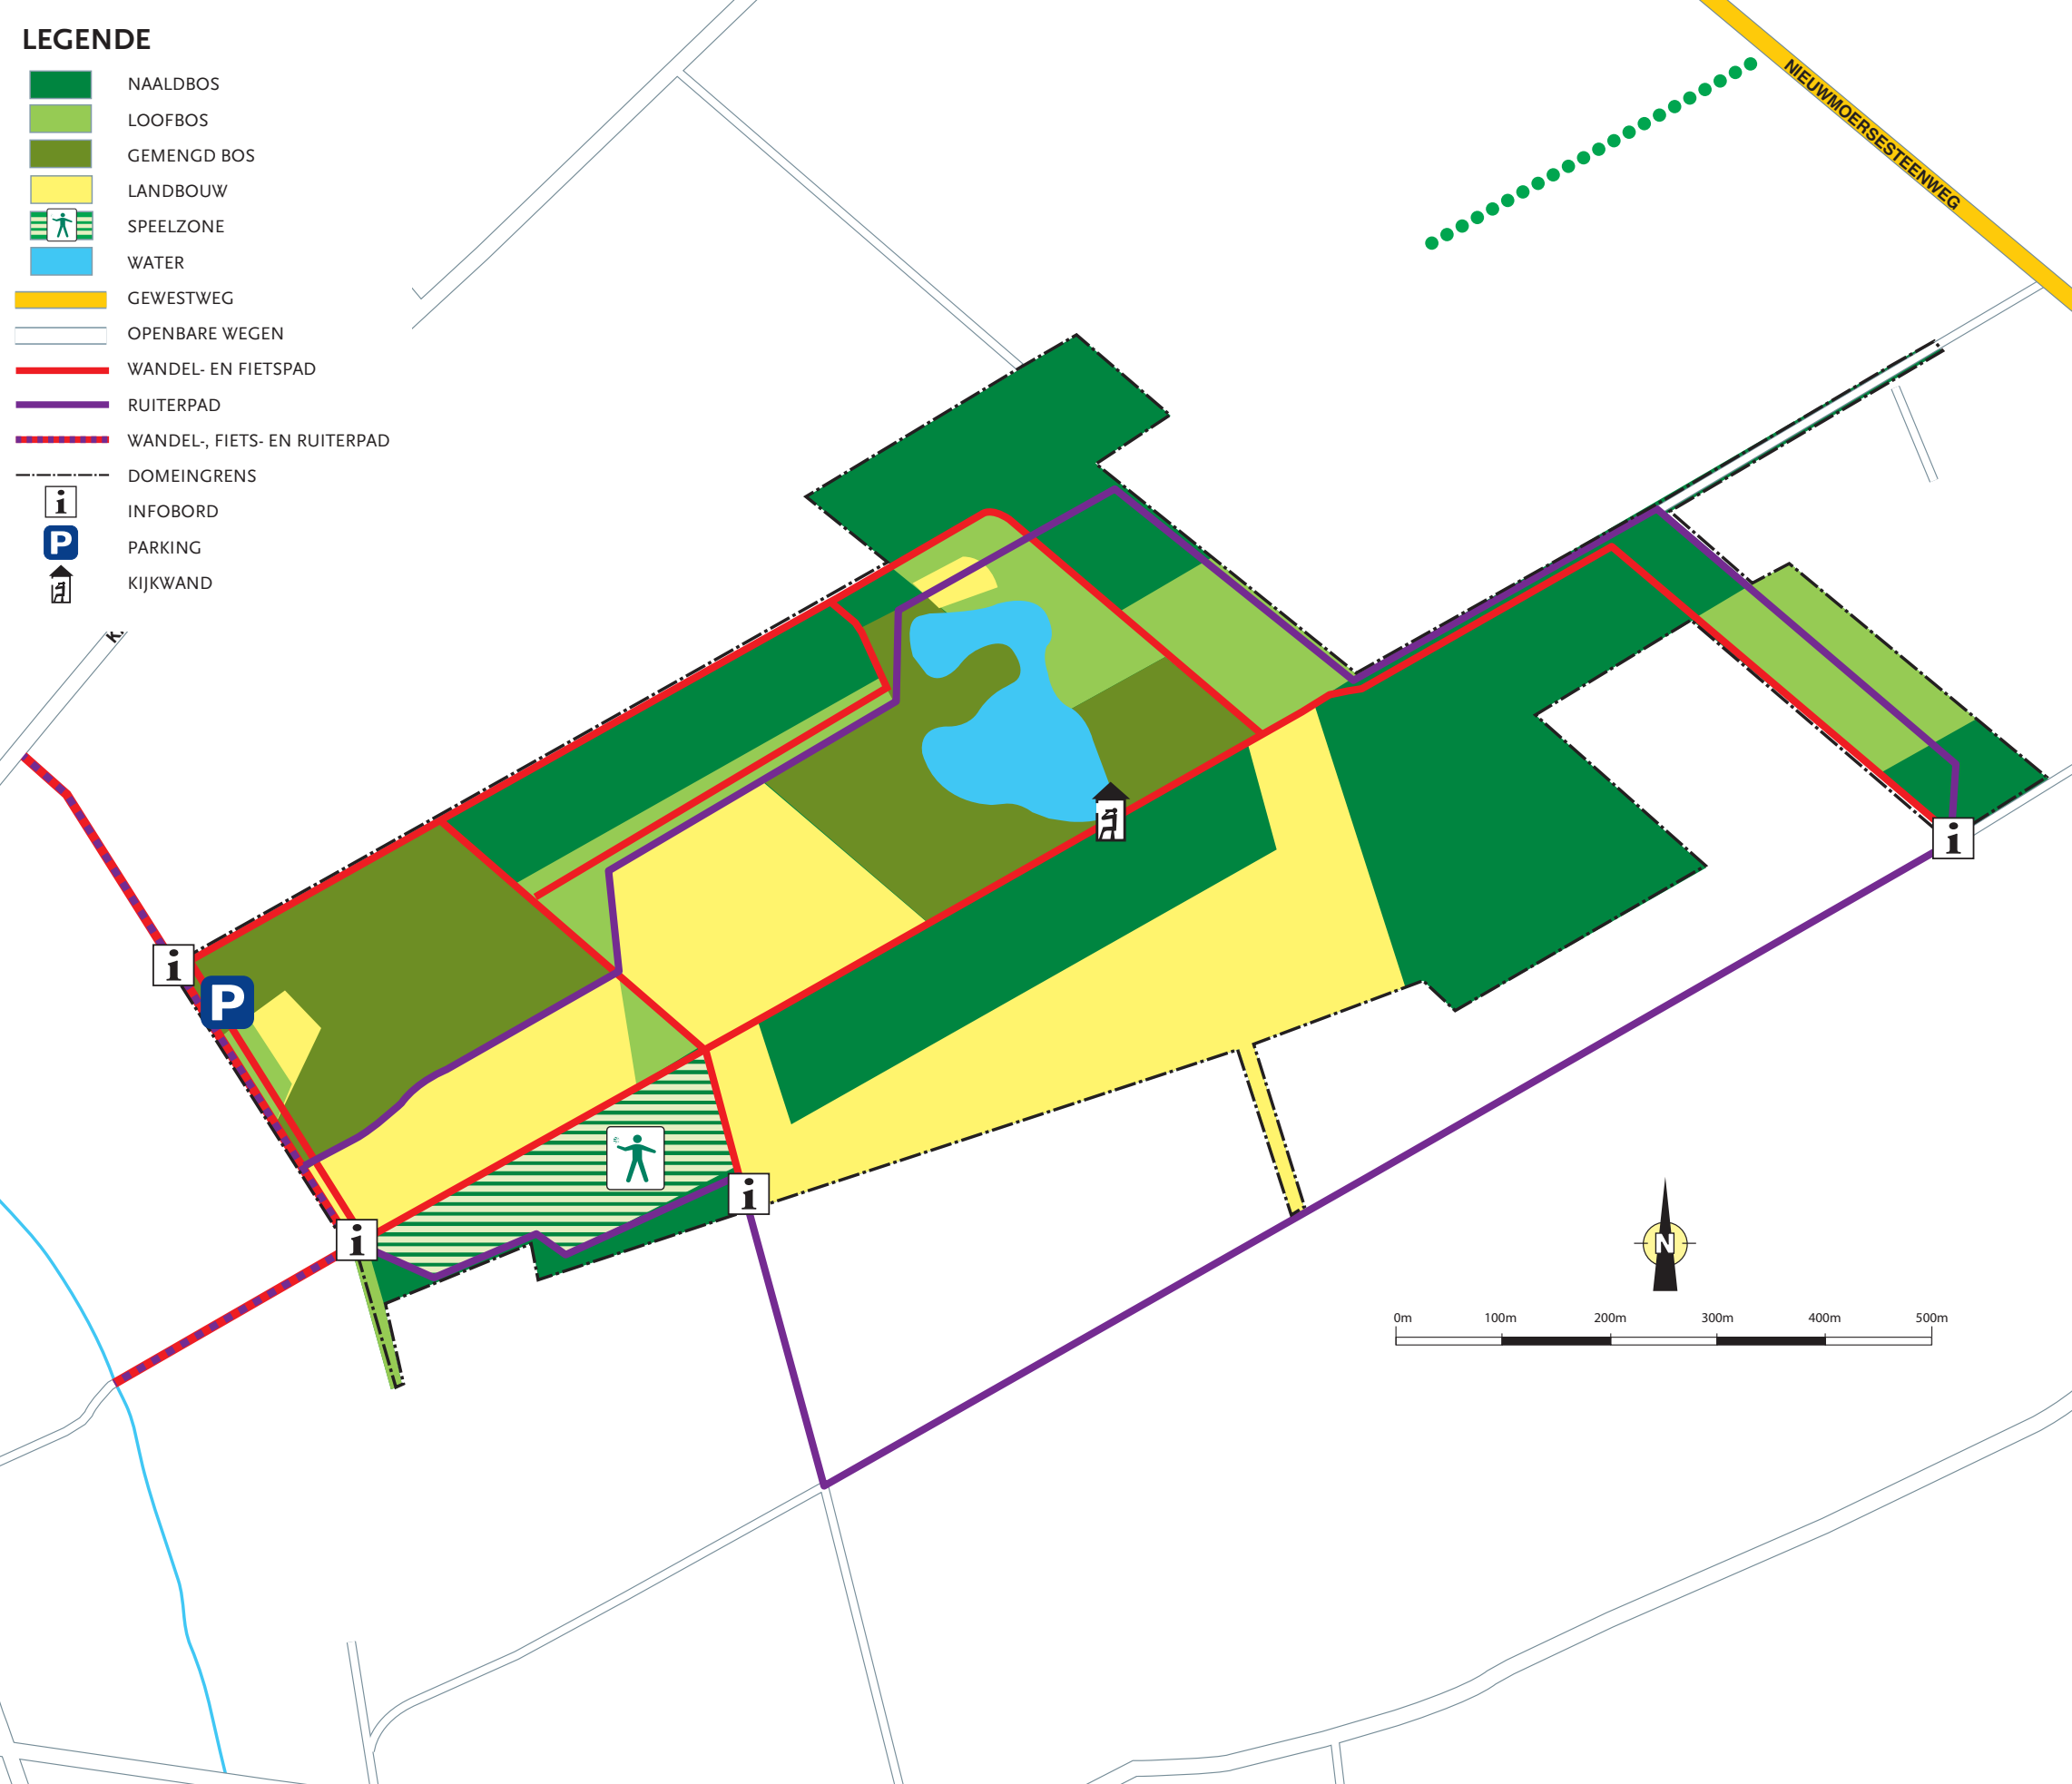 LEGENDE
NAALDBOS
LOOFBOS
GEMENGD BOS
LANDBOUW
SPEELZONE
WATER
GEWESTWEG
OPENBARE WEGEN
WANDEL- EN FIETSPAD
RUITERPAD
WANDEL-, FIETS- EN RUITERPAD
DOMEINGRENS
i INFOBORD
P PARKING
KIJKWAND
NIEUWMOERSESTEENWEG
i
P
i
i
i
N
0m 100m 200m 300m 400m 500m